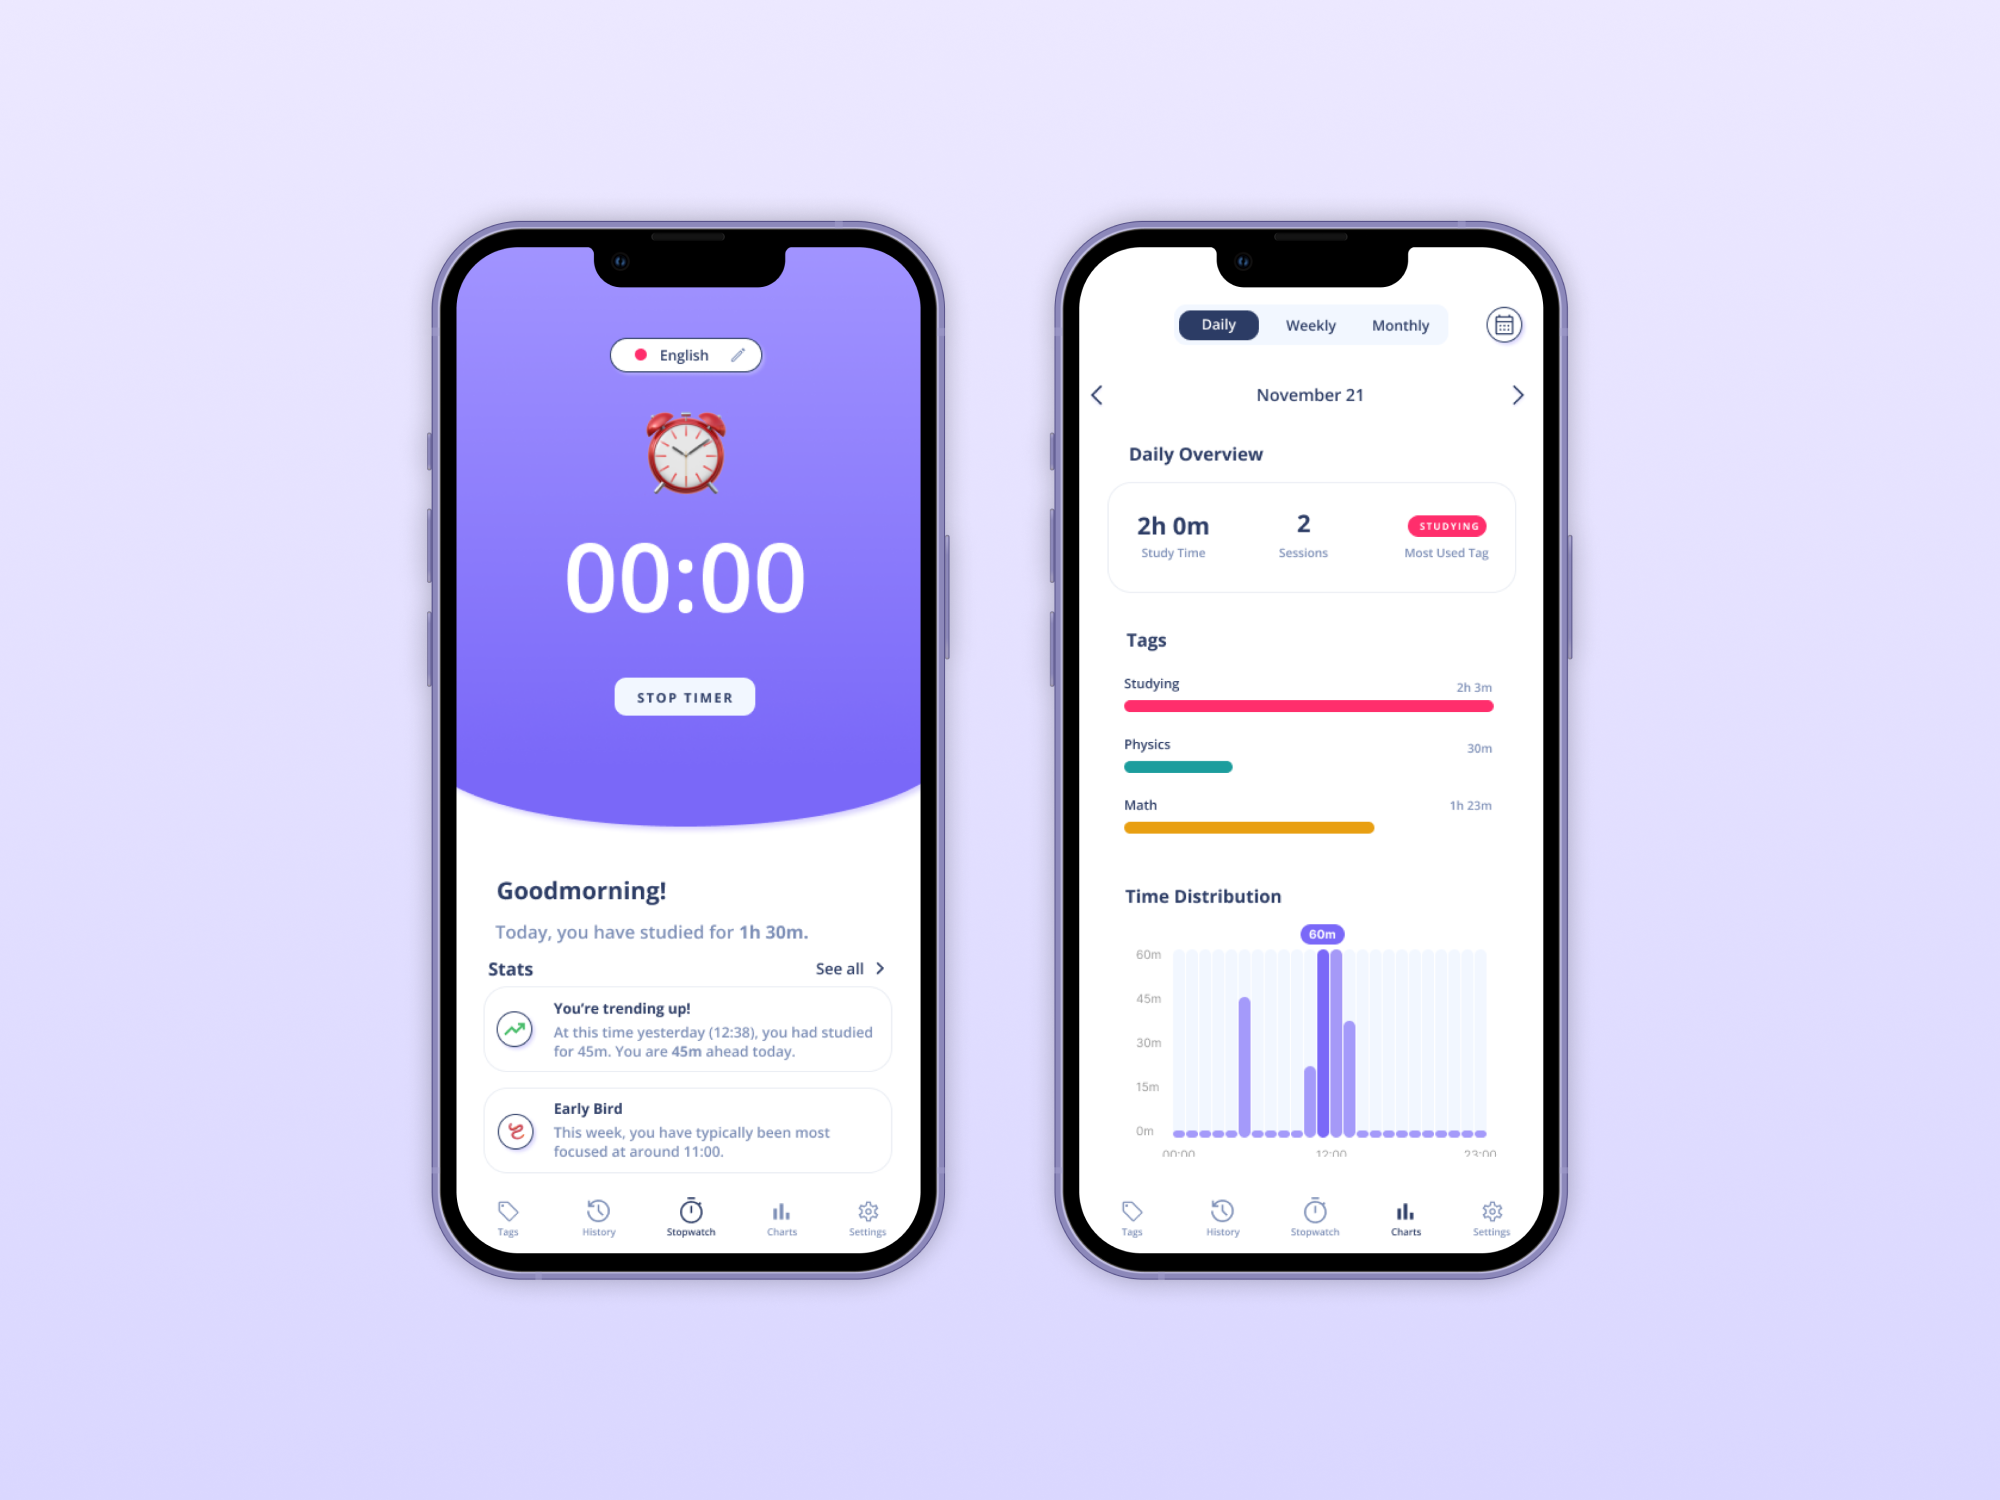 English
00:00
STOP TIMER
Goodmorning!
Today, you have studied for 1h 30m.
Stats
See all
You're trending up!
At this time yesterday (12:38), you had studied
for 45m. You are 45m ahead today.
Early Bird
This week, you have typically been most
focused at around 11:00.
Tags History Stopwatch Charts Settings
Daily Weekly Monthly
November 21
Daily Overview
2h 0m 2 STUDYING
Study Time Sessions Most Used Tag
Tags
Studying 2h 3m
Physics 30m
Math 1h 23m
Time Distribution
60m
60m
45m
30m
15m
0m
00:00 12:00 23:00
Tags History Stopwatch Charts Settings